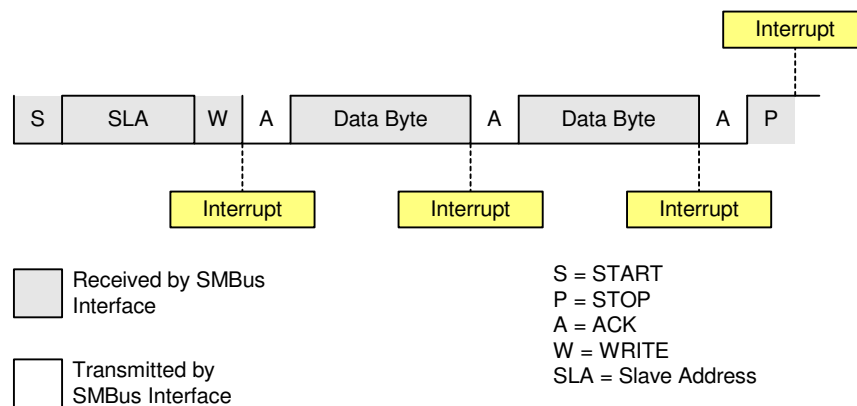 Interrupt
S SLA W A Data Byte A Data Byte A P
Interrupt Interrupt Interrupt
Received by SMBus
Interface
Transmitted by
SMBus Interface
S = START
P = STOP
A = ACK
W = WRITE
SLA = Slave Address